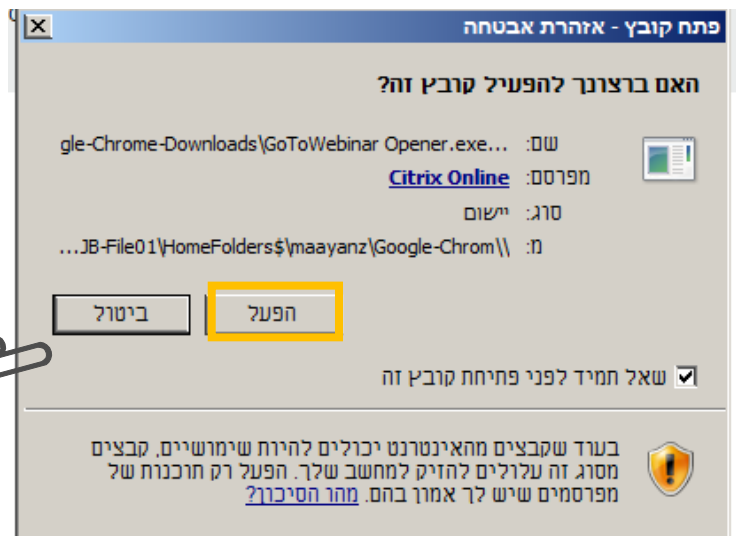 פתח קובץ - אזהרת אבטחה
האם ברצונך להפעיל קובץ זה?
שם: gle-Chrome-Downloads\GoToWebinar Opener.exe...
מפרסם: Citrix Online
סוג: יישום
מ: ...JB-File01\HomeFolders$\maayanz\Google-Chrom\\
הפעל ביטול
שאל תמיד לפני פתיחת קובץ זה
בעוד שקבצים מהאינטרנט יכולים להיות שימושיים, קבצים
מסוג זה עלולים להזיק למחשב שלך. הפעל רק תוכנות של
מפרסמים שיש לך אמון בהם. מהו הסיכון?